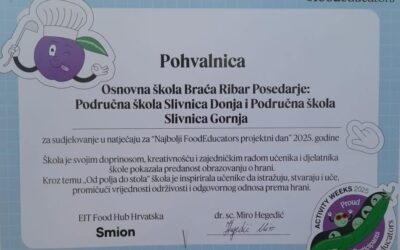 FoodEducators
Pohvalnica
Osnovna škola Braća Ribar Posedarje:
Područna škola Slivnica Donja i Područna škola
Slivnica Gornja
za sudjelovanje u natječaju za "Najbolji FoodEducators projektni dan" 2025. godine
Škola je svojim doprinosom, kreativnošću i zajedničkim radom učenika i djelatnika
škole pokazala predanost obrazovanju o hrani.
Kroz temu „Od polja do stola" škola je inspirirala učenike da istražuju, stvaraju i uče,
promičući vrijednosti održivosti i odgovornog odnosa prema hrani.
EIT Food Hub Hrvatska
Smion
dr. sc. Miro Hegedić
ACTIVITY WEEKS 2025
Proud